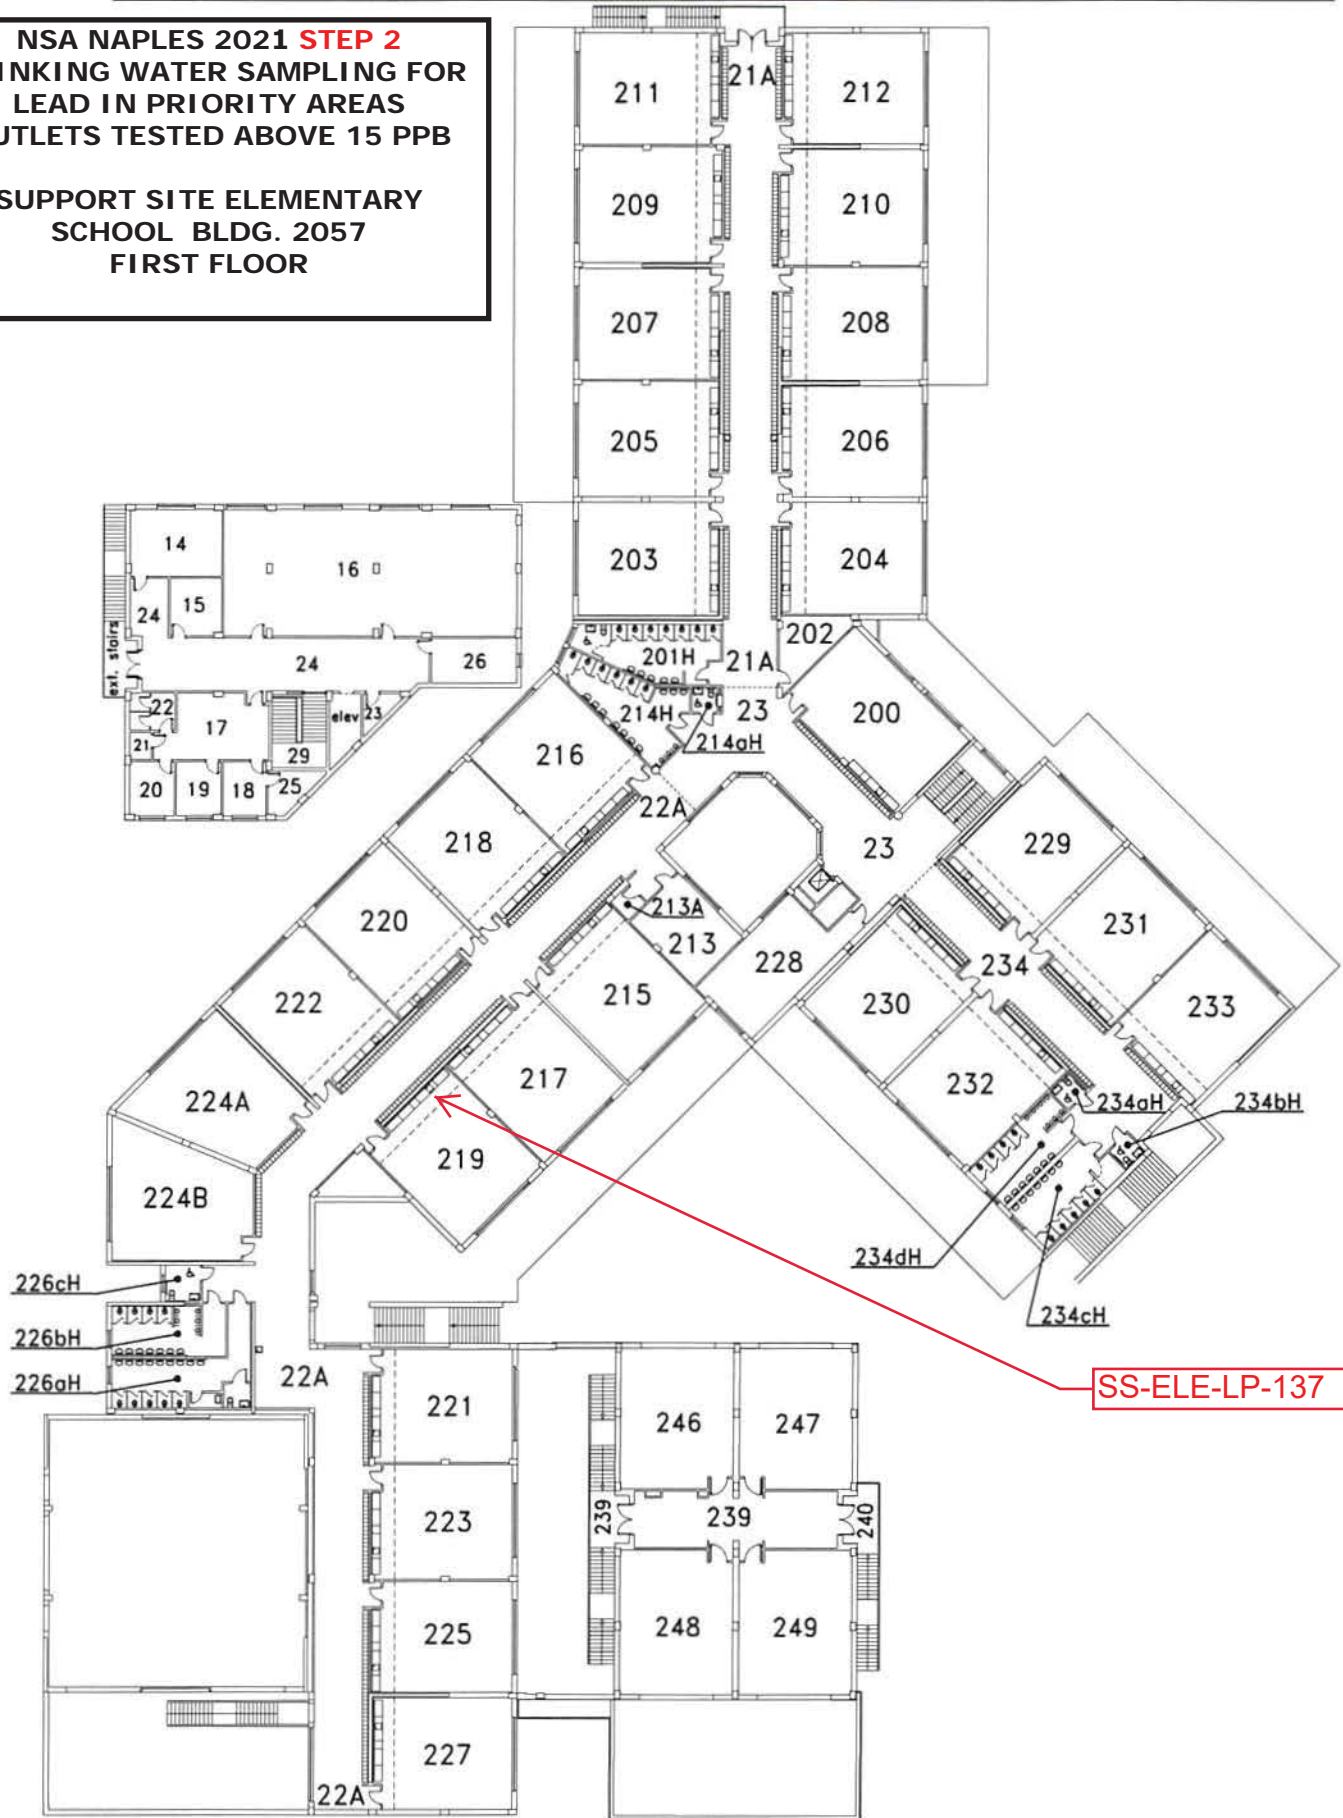 NSA NAPLES 2021 STEP 2
INKING WATER SAMPLING FOR
LEAD IN PRIORITY AREAS
UTLETS TESTED ABOVE 15 PPB
SUPPORT SITE ELEMENTARY
SCHOOL BLDG. 2057
FIRST FLOOR
211
21A
212
209
210
207
208
205
206
203
204
14
16
15
24
ext. stairs
24
26
22
17
elev
23
21
29
20
19
18
25
202
201H
21A
214H
23
200
214aH
216
22A
218
23
229
220
213A
213
231
228
234
222
215
230
233
217
232
224A
234aH
234bH
219
224B
234dH
226cH
234cH
226bH
226aH
22A
SS-ELE-LP-137
221
246
247
223
239
239
240
225
248
249
227
22A